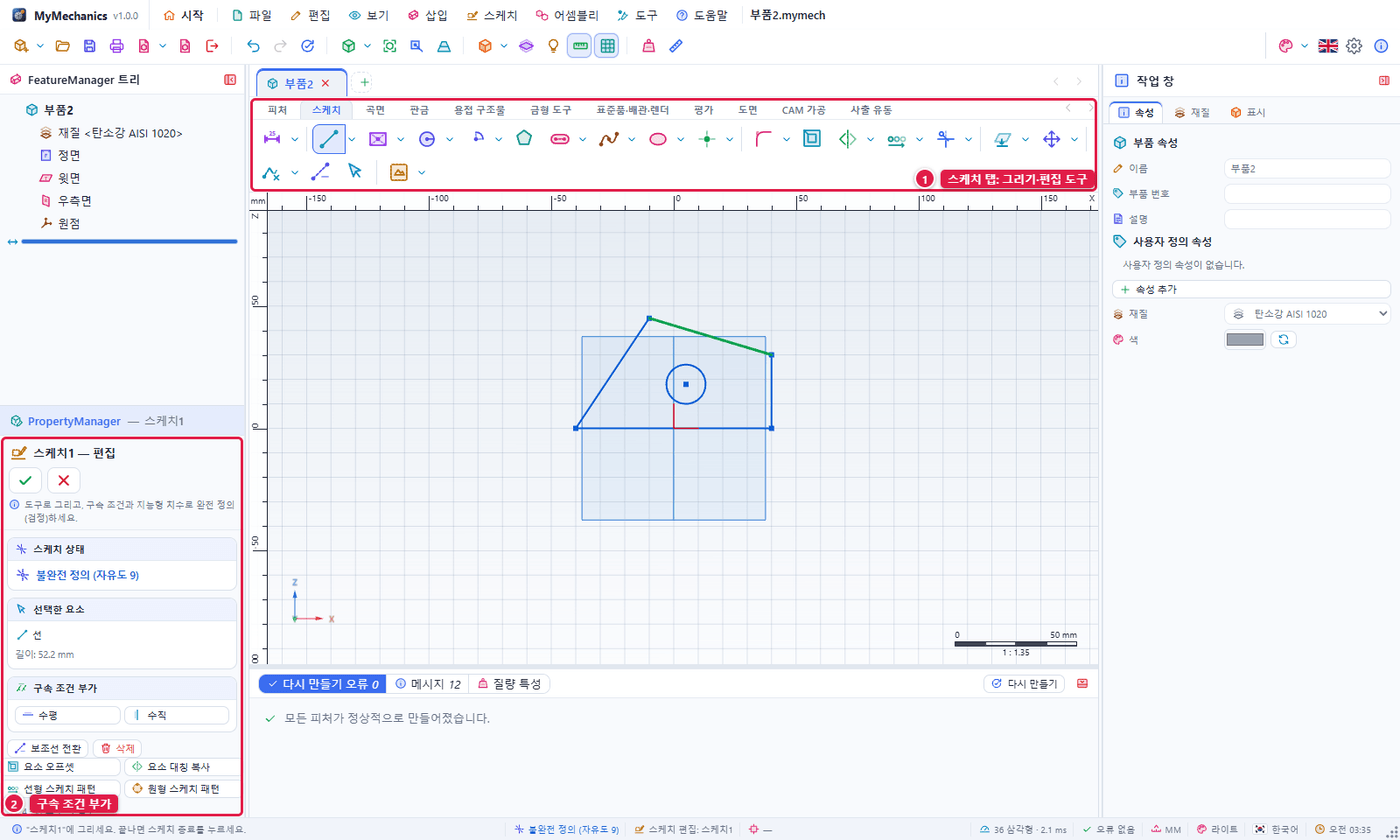 MyMechanics v1.0.0 시작 파일 편집 보기 삽입 스케치 어셈블리 도구 도움말 부품2.mymech
FeatureManager 트리
부품2
재질 <탄소강 AISI 1020>
정면
윗면
우측면
원점
PropertyManager — 스케치1
스케치1 — 편집
도구로 그리고, 구속 조건과 지능형 치수로 완전 정의
(검정)하세요.
스케치 상태
불완전 정의 (자유도 9)
선택한 요소
선
길이: 52.2 mm
구속 조건 부가
수평 수직
보조선 전환 삭제
요소 오프셋 요소 대칭 복사
선형 스케치 패턴 원형 스케치 패턴
2 구속 조건 부가
부품2
피처 스케치 곡면 판금 용접 구조물 금형 도구 표준품·배관·렌더 평가 도면 CAM 가공 사출 유동
1 스케치 탭: 그리기·편집 도구
mm -150 -100 -50 0 50 100 150 X
Z
50
0
-50
Z
X
0 50 mm
1 : 1.35
다시 만들기 오류 0 메시지 12 질량 특성 다시 만들기
모든 피처가 정상적으로 만들어졌습니다.
작업 창
속성 재질 표시
부품 속성
이름 부품2
부품 번호
설명
사용자 정의 속성
사용자 정의 속성이 없습니다.
속성 추가
재질 탄소강 AISI 1020
색
"스케치1"에 그리세요. 끝나면 스케치 종료를 누르세요. 불완전 정의 (자유도 9) 스케치 편집: 스케치1 — 36 삼각형 · 2.1 ms 오류 없음 MM 라이트 한국어 오전 03:35